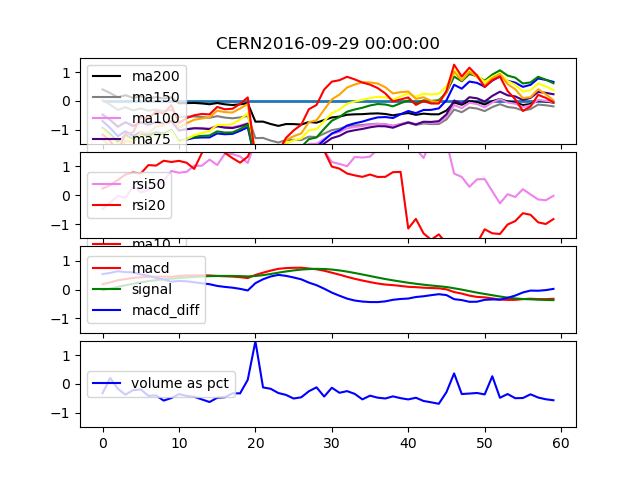 CERN2016-09-29 00:00:00
1
0
−1
ma200
ma150
ma100
ma75
1
0
−1
rsi50
rsi20
ma10
1
0
−1
macd
signal
macd_diff
1
0
−1
volume as pct
0 10 20 30 40 50 60